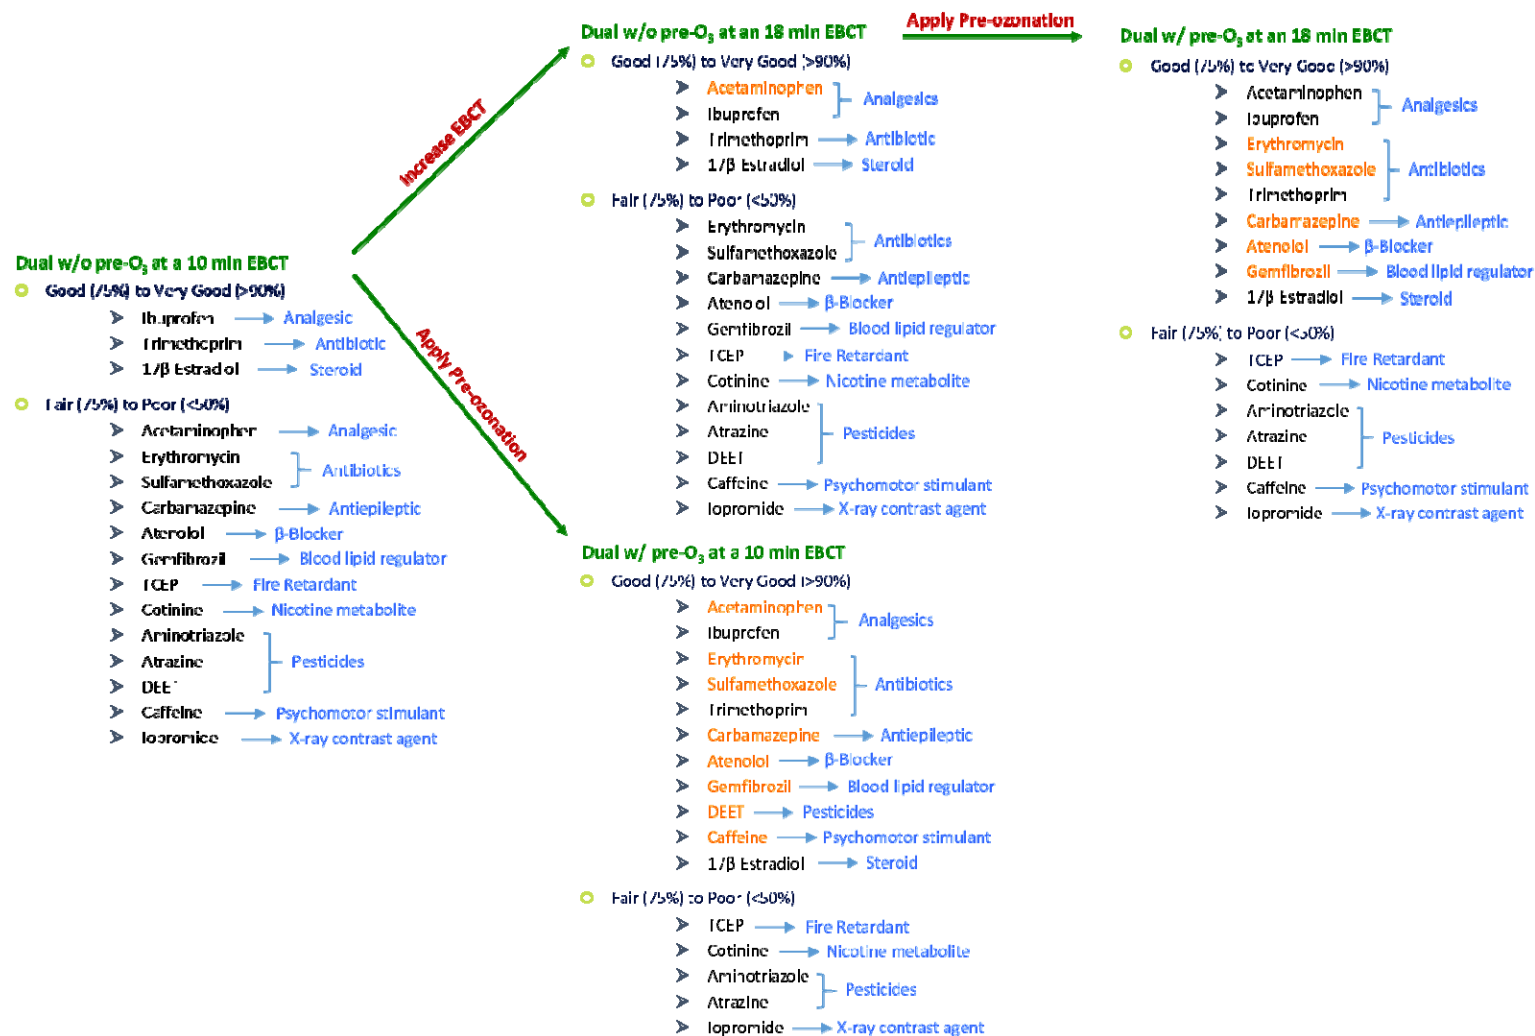 Dual w/o pre-O₃ at a 10 min EBCT
Good (75%) to Very Good (>90%)
Ibuprofen Analgesic
Trimethoprim Antibiotic
17β Estradiol Steroid
Fair (75%) to Poor (<50%)
Acetaminophen Analgesic
Erythromycin
Sulfamethoxazole
Antibiotics
Carbamazepine Antiepileptic
Atenolol β-Blocker
Gemfibrozil Blood lipid regulator
TCEP Fire Retardant
Cotinine Nicotine metabolite
Aminotriazole
Atrazine
DEET
Pesticides
Caffeine Psychomotor stimulant
Iopromide X-ray contrast agent
Increase EBCT
Dual w/o pre-O₃ at an 18 min EBCT
Good (75%) to Very Good (>90%)
Acetaminophen
Ibuprofen
Analgesics
Trimethoprim Antibiotic
17β Estradiol Steroid
Fair (75%) to Poor (<50%)
Erythromycin
Sulfamethoxazole
Antibiotics
Carbamazepine Antiepileptic
Atenolol β-Blocker
Gemfibrozil Blood lipid regulator
TCEP Fire Retardant
Cotinine Nicotine metabolite
Aminotriazole
Atrazine
DEET
Pesticides
Caffeine Psychomotor stimulant
Iopromide X-ray contrast agent
Apply Pre-ozonation
Dual w/ pre-O₃ at a 10 min EBCT
Good (75%) to Very Good (>90%)
Acetaminophen
Ibuprofen
Analgesics
Erythromycin
Sulfamethoxazole
Trimethoprim
Antibiotics
Carbamazepine Antiepileptic
Atenolol β-Blocker
Gemfibrozil Blood lipid regulator
DEET Pesticides
Caffeine Psychomotor stimulant
17β Estradiol Steroid
Fair (75%) to Poor (<50%)
TCEP Fire Retardant
Cotinine Nicotine metabolite
Aminotriazole
Atrazine
Pesticides
Iopromide X-ray contrast agent
Apply Pre-ozonation
Dual w/ pre-O₃ at an 18 min EBCT
Good (75%) to Very Good (>90%)
Acetaminophen
Ibuprofen
Analgesics
Erythromycin
Sulfamethoxazole
Trimethoprim
Antibiotics
Carbamazepine Antiepileptic
Atenolol β-Blocker
Gemfibrozil Blood lipid regulator
17β Estradiol Steroid
Fair (75%) to Poor (<50%)
TCEP Fire Retardant
Cotinine Nicotine metabolite
Aminotriazole
Atrazine
DEET
Pesticides
Caffeine Psychomotor stimulant
Iopromide X-ray contrast agent